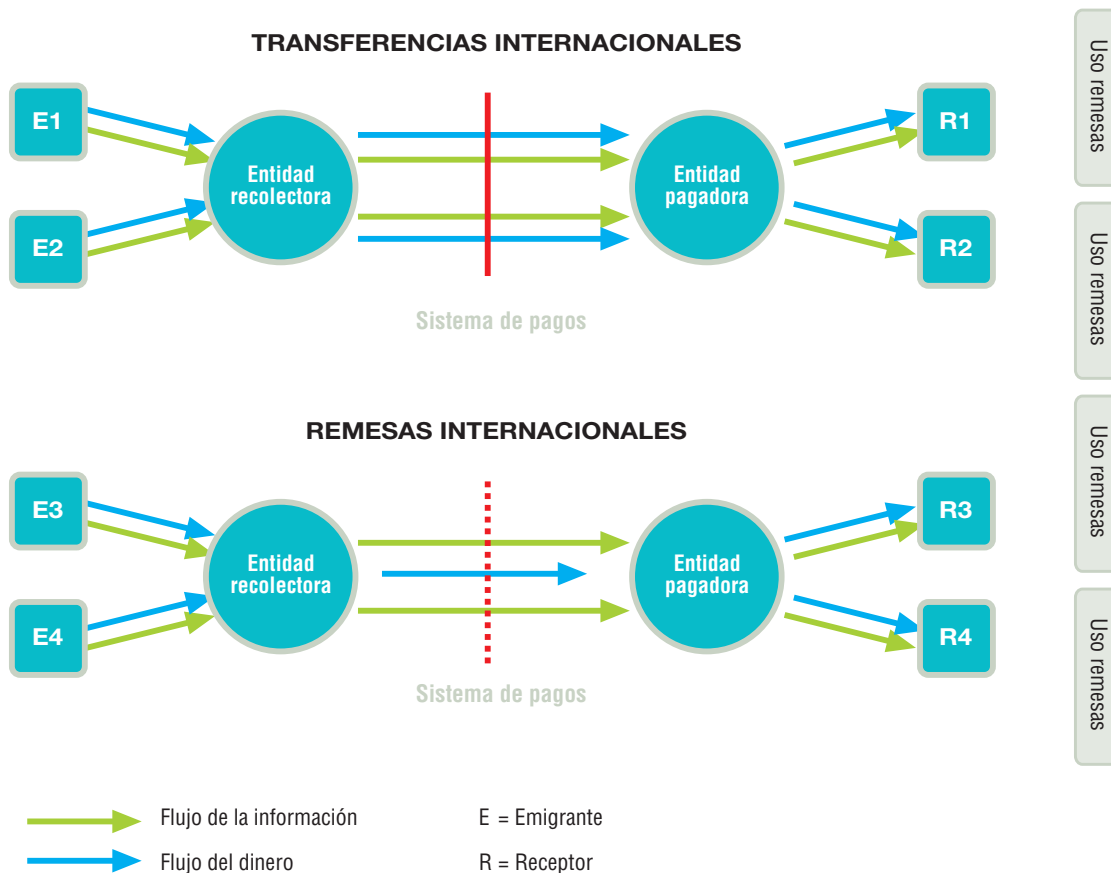 TRANSFERENCIAS INTERNACIONALES
E1
E2
Entidad
recolectora
Entidad
pagadora
R1
R2
Sistema de pagos
REMESAS INTERNACIONALES
E3
E4
Entidad
recolectora
Entidad
pagadora
R3
R4
Sistema de pagos
Flujo de la información
E = Emigrante
Flujo del dinero
R = Receptor
Uso remesas
Uso remesas
Uso remesas
Uso remesas